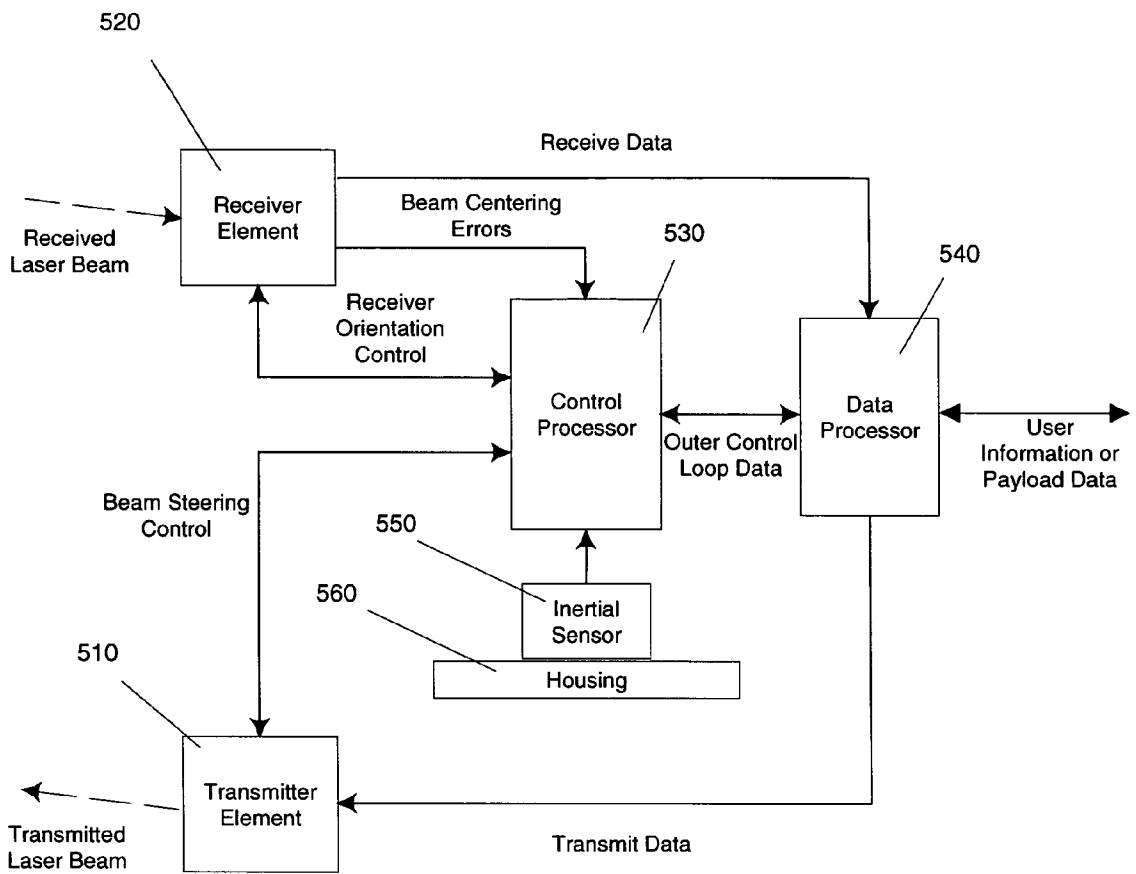 520
Receive Data
Receiver
Element
Beam Centering
Errors
Received
Laser Beam
530
540
Receiver
Orientation
Control
Control
Processor
Data
Processor
Outer Control
Loop Data
User
Information or
Payload Data
Beam Steering
Control
550
560
Inertial
Sensor
Housing
510
Transmitter
Element
Transmitted
Laser Beam
Transmit Data